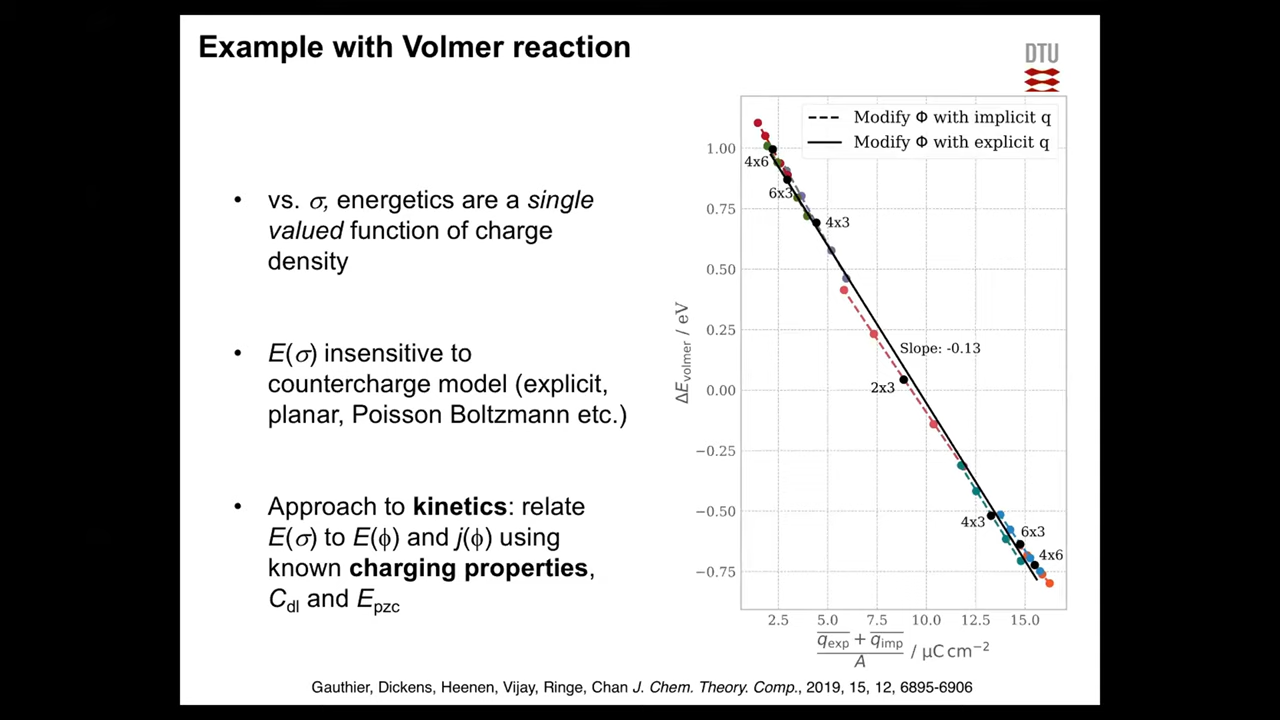 Example with Volmer reaction
DTU
• vs. σ, energetics are a single
valued function of charge
density
• E(σ) insensitive to
countercharge model (explicit,
planar, Poisson Boltzmann etc.)
• Approach to kinetics: relate
E(σ) to E(ϕ) and j(ϕ) using
known charging properties,
C_dl and E_pzc
Modify Φ with implicit q
Modify Φ with explicit q
1.00
0.75
0.50
0.25
0.00
−0.25
−0.50
−0.75
ΔE_volmer / eV
4x6
6x3
4x3
Slope: -0.13
2x3
4x3
6x3
4x6
2.5 5.0 7.5 10.0 12.5 15.0
q_exp + q_imp
A / μC cm⁻²
Gauthier, Dickens, Heenen, Vijay, Ringe, Chan J. Chem. Theory. Comp., 2019, 15, 12, 6895-6906